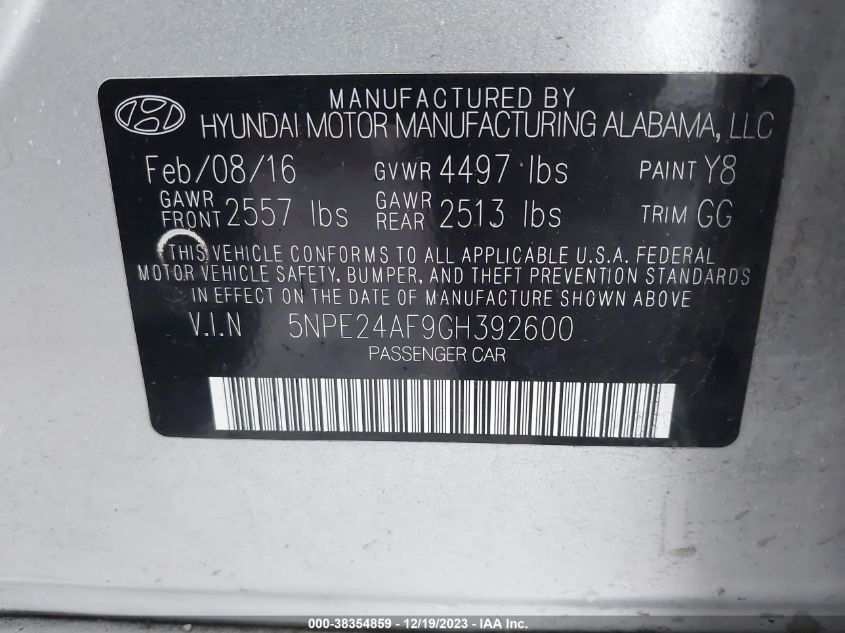 MANUFACTURED BY
HYUNDAI MOTOR MANUFACTURING ALABAMA, LLC
Feb/08/16 GVWR 4497 lbs PAINT Y8
GAWR FRONT 2557 lbs GAWR REAR 2513 lbs TRIM GG
THIS VEHICLE CONFORMS TO ALL APPLICABLE U.S.A. FEDERAL
MOTOR VEHICLE SAFETY, BUMPER, AND THEFT PREVENTION STANDARDS
IN EFFECT ON THE DATE OF MANUFACTURE SHOWN ABOVE
V.I.N 5NPE24AF9GH392600
PASSENGER CAR
000-38354859 - 12/19/2023 - IAA Inc.